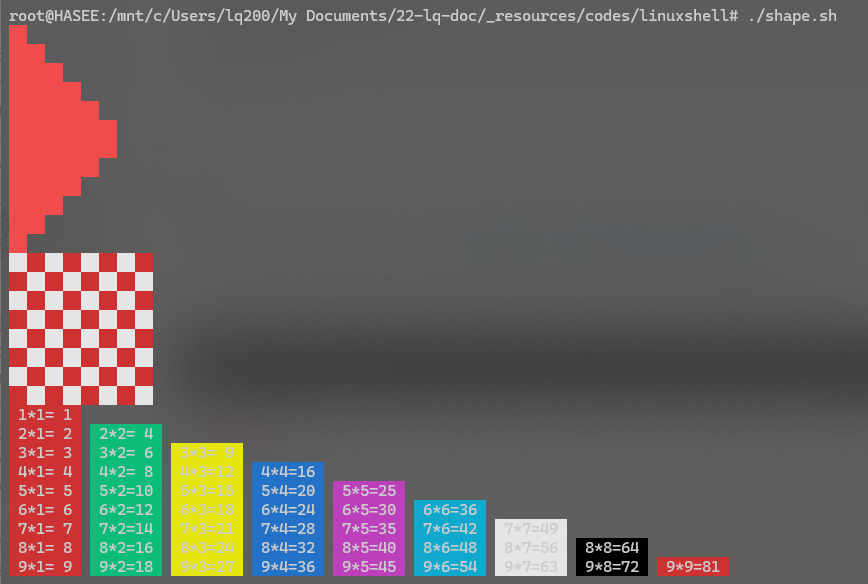 root@HASEE:/mnt/c/Users/lq200/My Documents/22-lq-doc/_resources/codes/linuxshell# ./shape.sh
1*1= 1
2*1= 2 2*2= 4
3*1= 3 3*2= 6 3*3= 9
4*1= 4 4*2= 8 4*3=12 4*4=16
5*1= 5 5*2=10 5*3=15 5*4=20 5*5=25
6*1= 6 6*2=12 6*3=18 6*4=24 6*5=30 6*6=36
7*1= 7 7*2=14 7*3=21 7*4=28 7*5=35 7*6=42 7*7=49
8*1= 8 8*2=16 8*3=24 8*4=32 8*5=40 8*6=48 8*7=56 8*8=64
9*1= 9 9*2=18 9*3=27 9*4=36 9*5=45 9*6=54 9*7=63 9*8=72 9*9=81